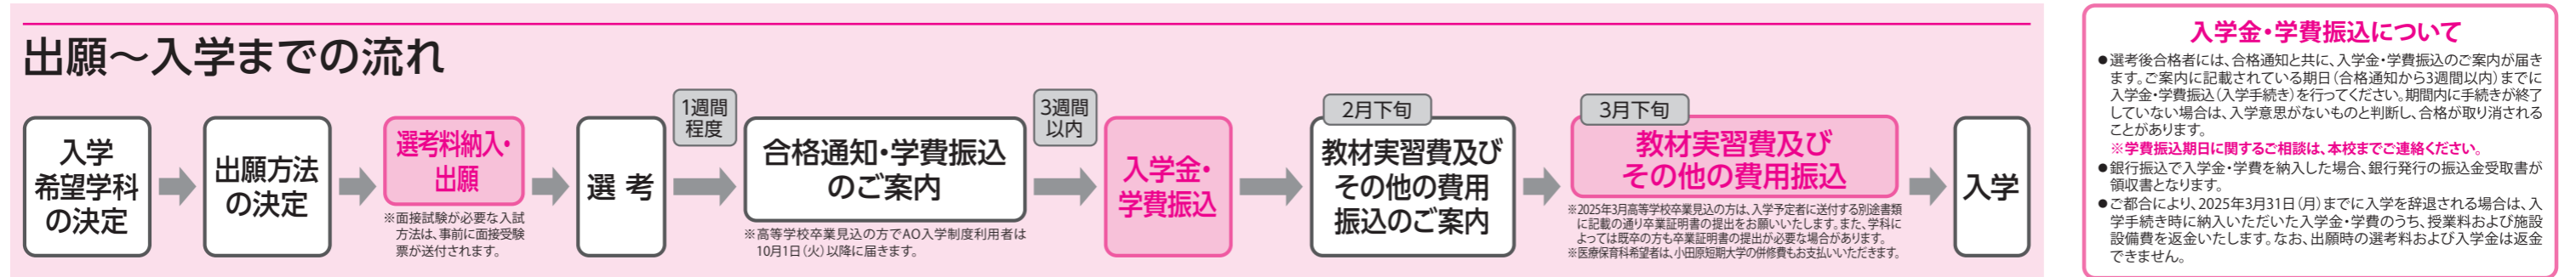 出願～入学までの流れ
入学
希望学科
の決定
出願方法
の決定
選考料納入・
出願
※面接試験が必要な入試
方法は、事前に面接受験
票が送付されます。
選 考
1週間
程度
合格通知・学費振込
のご案内
※高等学校卒業見込の方でAO入学制度利用者は
10月1日(火)以降に届きます。
3週間
以内
入学金・
学費振込
2月下旬
教材実習費及び
その他の費用
振込のご案内
3月下旬
教材実習費及び
その他の費用振込
※2025年3月高等学校卒業見込の方は、入学予定者に送付する別途書類
に記載の通り卒業証明書の提出をお願いいたします。また、学科に
よっては既卒の方も卒業証明書の提出が必要な場合があります。
※医療保育科希望者は、小田原短期大学の併修費もお支払いいただきます。
入学
入学金・学費振込について
●選考後合格者には、合格通知と共に、入学金・学費振込のご案内が届き
ます。ご案内に記載されている期日(合格通知から3週間以内)までに
入学金・学費振込(入学手続き)を行ってください。期間内に手続きが終了
していない場合は、入学意思がないものと判断し、合格が取り消される
ことがあります。
※学費振込期日に関するご相談は、本校までご連絡ください。
●銀行振込で入学金・学費を納入した場合、銀行発行の振込金受取書が
領収書となります。
●ご都合により、2025年3月31日(月)までに入学を辞退される場合は、入
学手続き時に納入いただいた入学金・学費のうち、授業料および施設
設備費を返金いたします。なお、出願時の選考料および入学金は返金
できません。